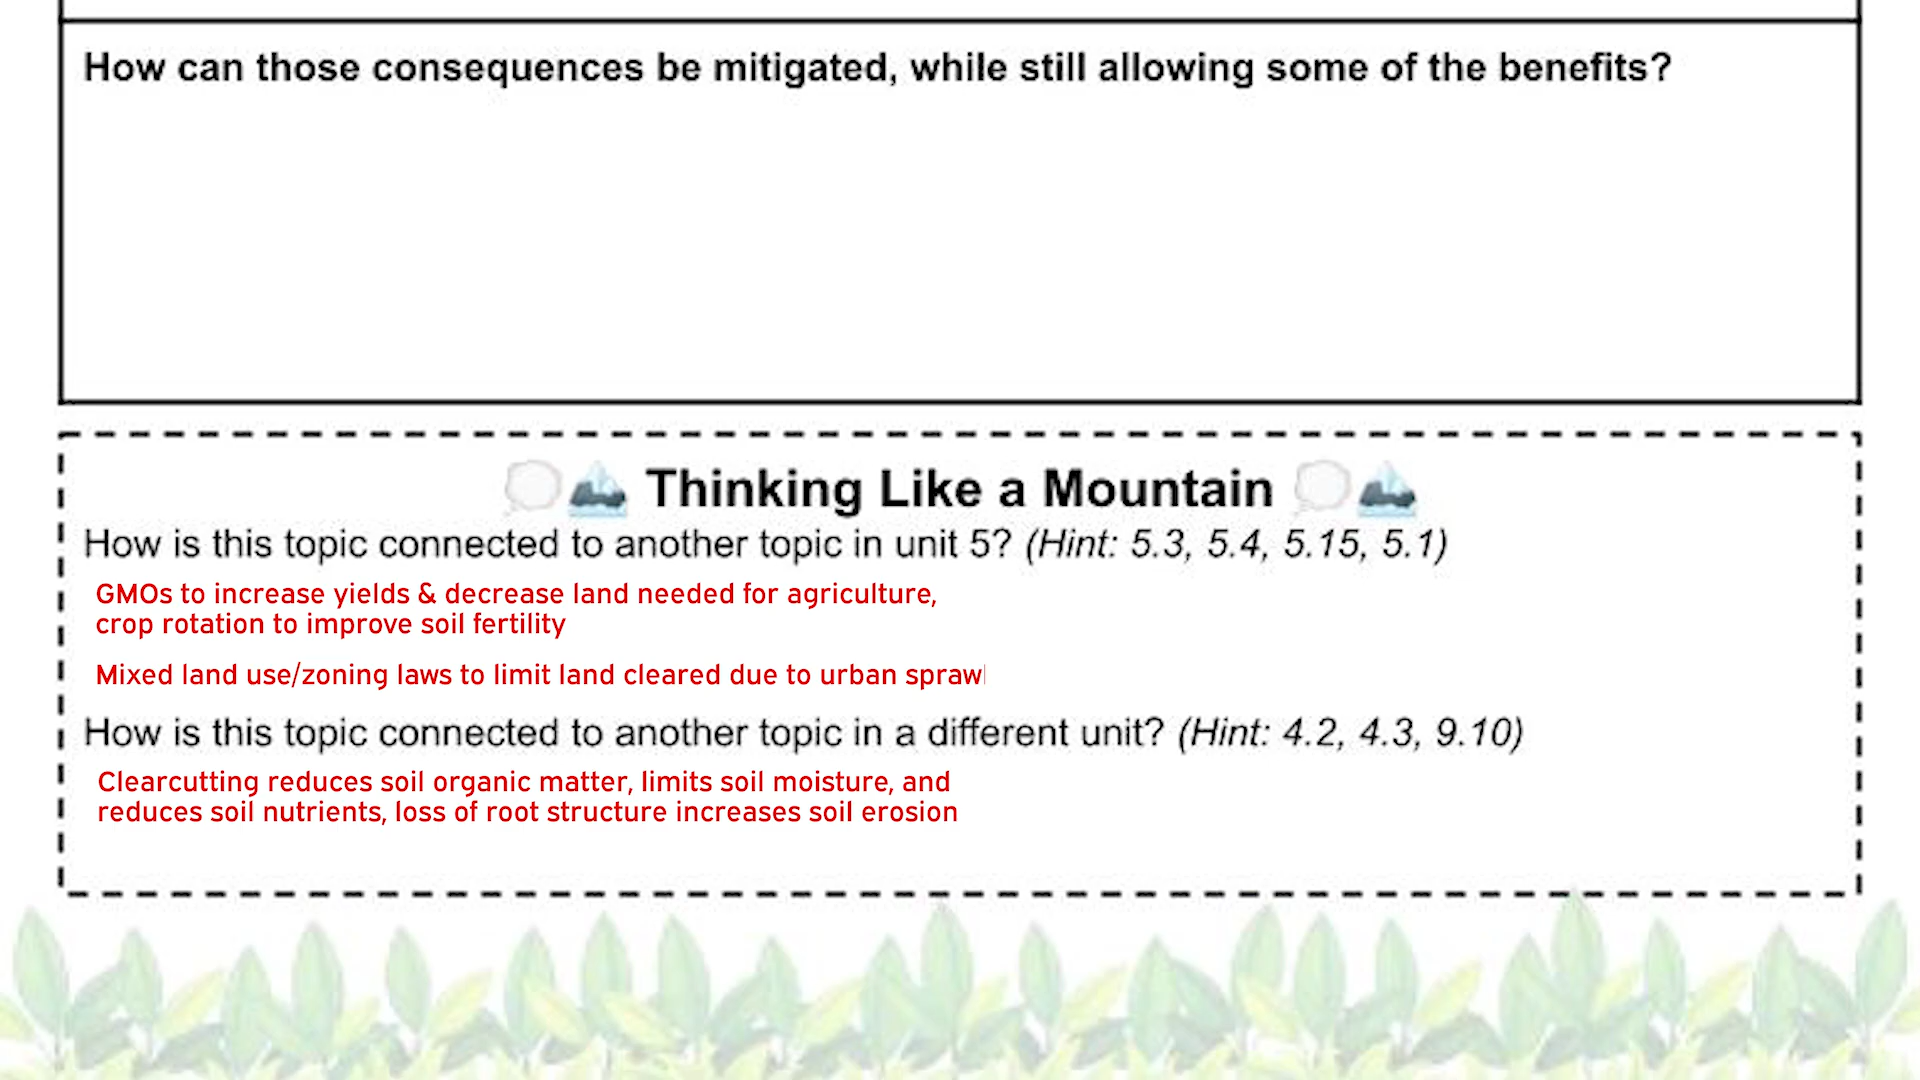 How can those consequences be mitigated, while still allowing some of the benefits?
Thinking Like a Mountain
How is this topic connected to another topic in unit 5? (Hint: 5.3, 5.4, 5.15, 5.1)
GMOs to increase yields & decrease land needed for agriculture,
crop rotation to improve soil fertility
Mixed land use/zoning laws to limit land cleared due to urban sprawl
How is this topic connected to another topic in a different unit? (Hint: 4.2, 4.3, 9.10)
Clearcutting reduces soil organic matter, limits soil moisture, and
reduces soil nutrients, loss of root structure increases soil erosion